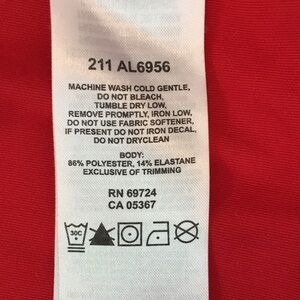 211 AL6956
MACHINE WASH COLD GENTLE,
DO NOT BLEACH,
TUMBLE DRY LOW,
REMOVE PROMPTLY, IRON LOW,
DO NOT USE FABRIC SOFTENER,
IF PRESENT DO NOT IRON DECAL,
DO NOT DRYCLEAN
BODY:
86% POLYESTER, 14% ELASTANE
EXCLUSIVE OF TRIMMING
RN 69724
CA 05367
30C